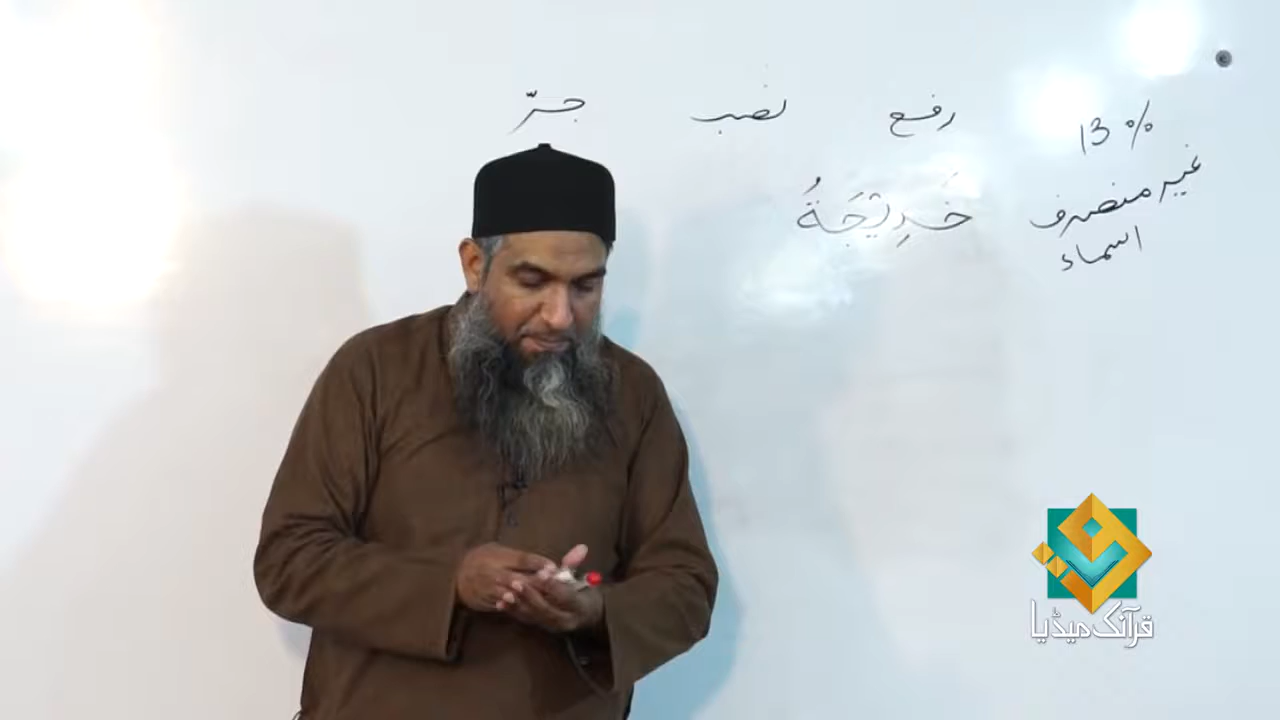 13% رفع نصب جرّ
غیر منصرف خَدِيْجَةُ
اسماء
قرآنک میڈیا